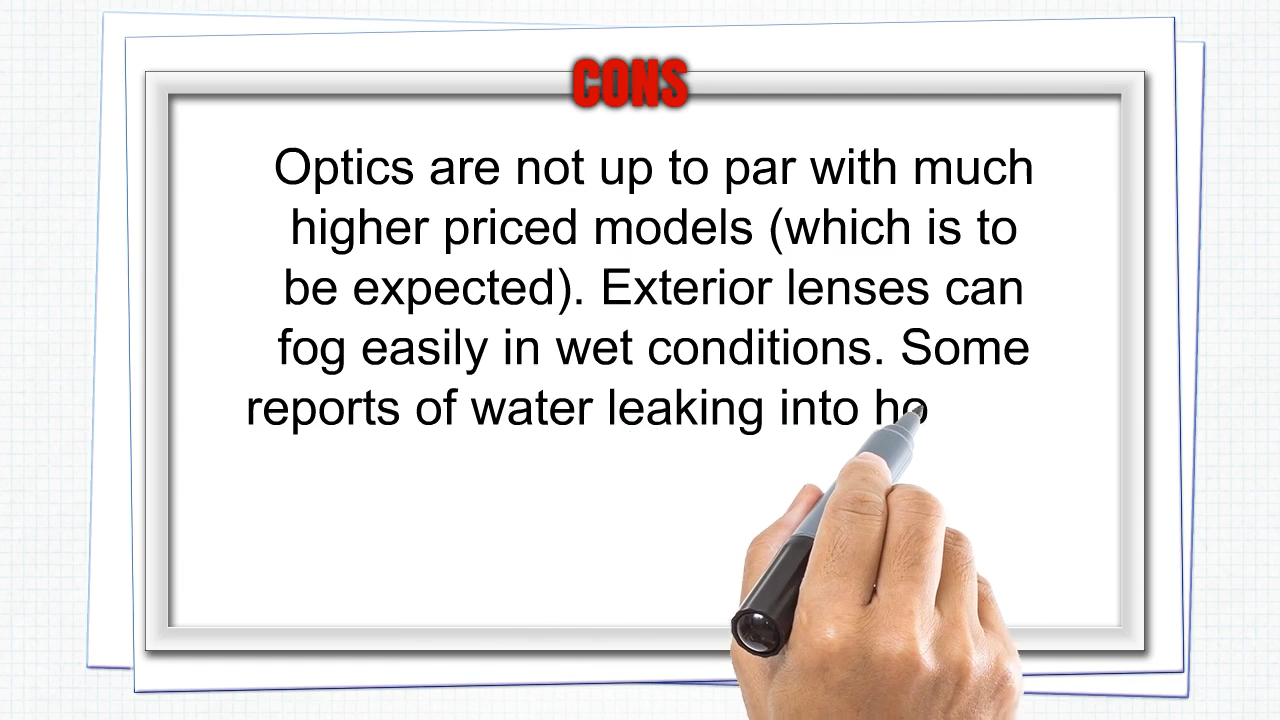 CONS
Optics are not up to par with much
higher priced models (which is to
be expected). Exterior lenses can
fog easily in wet conditions. Some
reports of water leaking into ho